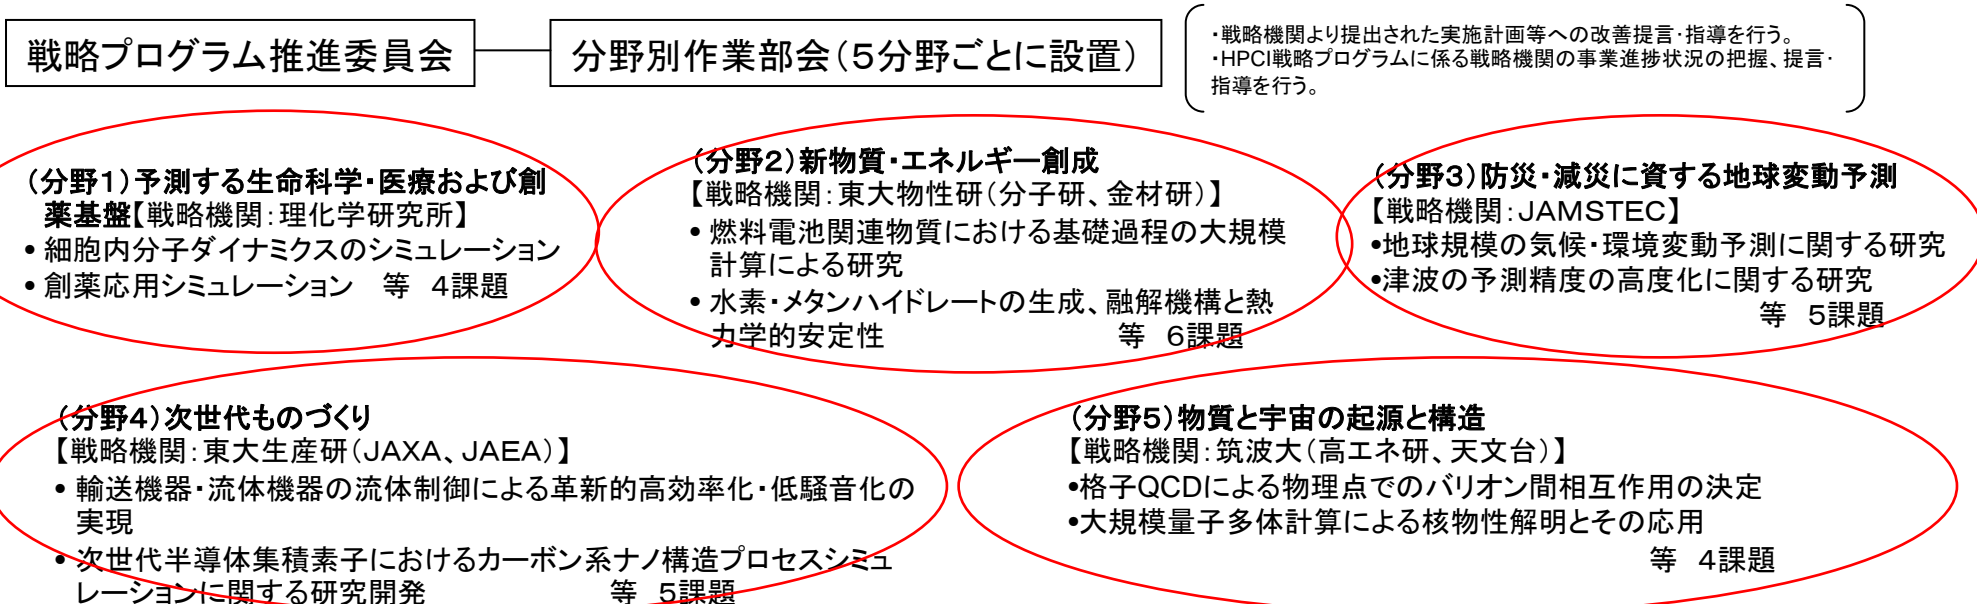 戦略プログラム推進委員会
分野別作業部会(5分野ごとに設置)
・戦略機関より提出された実施計画等への改善提言・指導を行う。
・HPCI戦略プログラムに係る戦略機関の事業進捗状況の把握、提言・
指導を行う。
(分野1)予測する生命科学・医療および創
薬基盤【戦略機関:理化学研究所】
• 細胞内分子ダイナミクスのシミュレーション
• 創薬応用シミュレーション 等 4課題
(分野2)新物質・エネルギー創成
【戦略機関:東大物性研(分子研、金材研)】
• 燃料電池関連物質における基礎過程の大規模
計算による研究
• 水素・メタンハイドレートの生成、融解機構と熱
力学的安定性 等 6課題
(分野3)防災・減災に資する地球変動予測
【戦略機関:JAMSTEC】
•地球規模の気候・環境変動予測に関する研究
•津波の予測精度の高度化に関する研究
等 5課題
(分野4)次世代ものづくり
【戦略機関:東大生産研(JAXA、JAEA)】
• 輸送機器・流体機器の流体制御による革新的高効率化・低騒音化の
実現
• 次世代半導体集積素子におけるカーボン系ナノ構造プロセスシミュ
レーションに関する研究開発 等 5課題
(分野5)物質と宇宙の起源と構造
【戦略機関:筑波大(高エネ研、天文台)】
•格子QCDによる物理点でのバリオン間相互作用の決定
•大規模量子多体計算による核物性解明とその応用
等 4課題